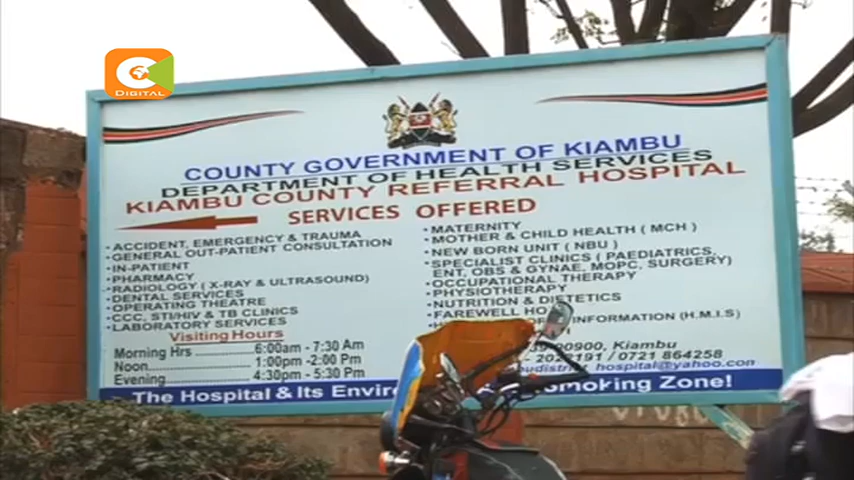 C
DIGITAL
COUNTY GOVERNMENT OF KIAMBU
DEPARTMENT OF HEALTH SERVICES
KIAMBU COUNTY REFERRAL HOSPITAL
SERVICES OFFERED
• ACCIDENT, EMERGENCY & TRAUMA
• GENERAL OUT-PATIENT CONSULTATION
• IN-PATIENT
• PHARMACY
• RADIOLOGY (X-RAY & ULTRASOUND)
• DENTAL SERVICES
• OPERATING THEATRE
• CCC, STI/HIV & TB CLINICS
• LABORATORY SERVICES
Visiting Hours
Morning Hrs 6:00am - 7:30 Am
Noon 1:00pm - 2:00 Pm
Evening 4:30pm - 5:30 Pm
• MATERNITY
• MOTHER & CHILD HEALTH (MCH)
• NEW BORN UNIT (NBU)
• SPECIALIST CLINICS (PAEDIATRICS,
ENT, OBS & GYNAE, MOPC, SURGERY)
• OCCUPATIONAL THERAPY
• PHYSIOTHERAPY
• NUTRITION & DIETETICS
• FAREWELL
INFORMATION (H.M.I.S)
Kiambu
2022191 / 0721 864258
hospital@yahoo.com
The Hospital & Its Smoking Zone!